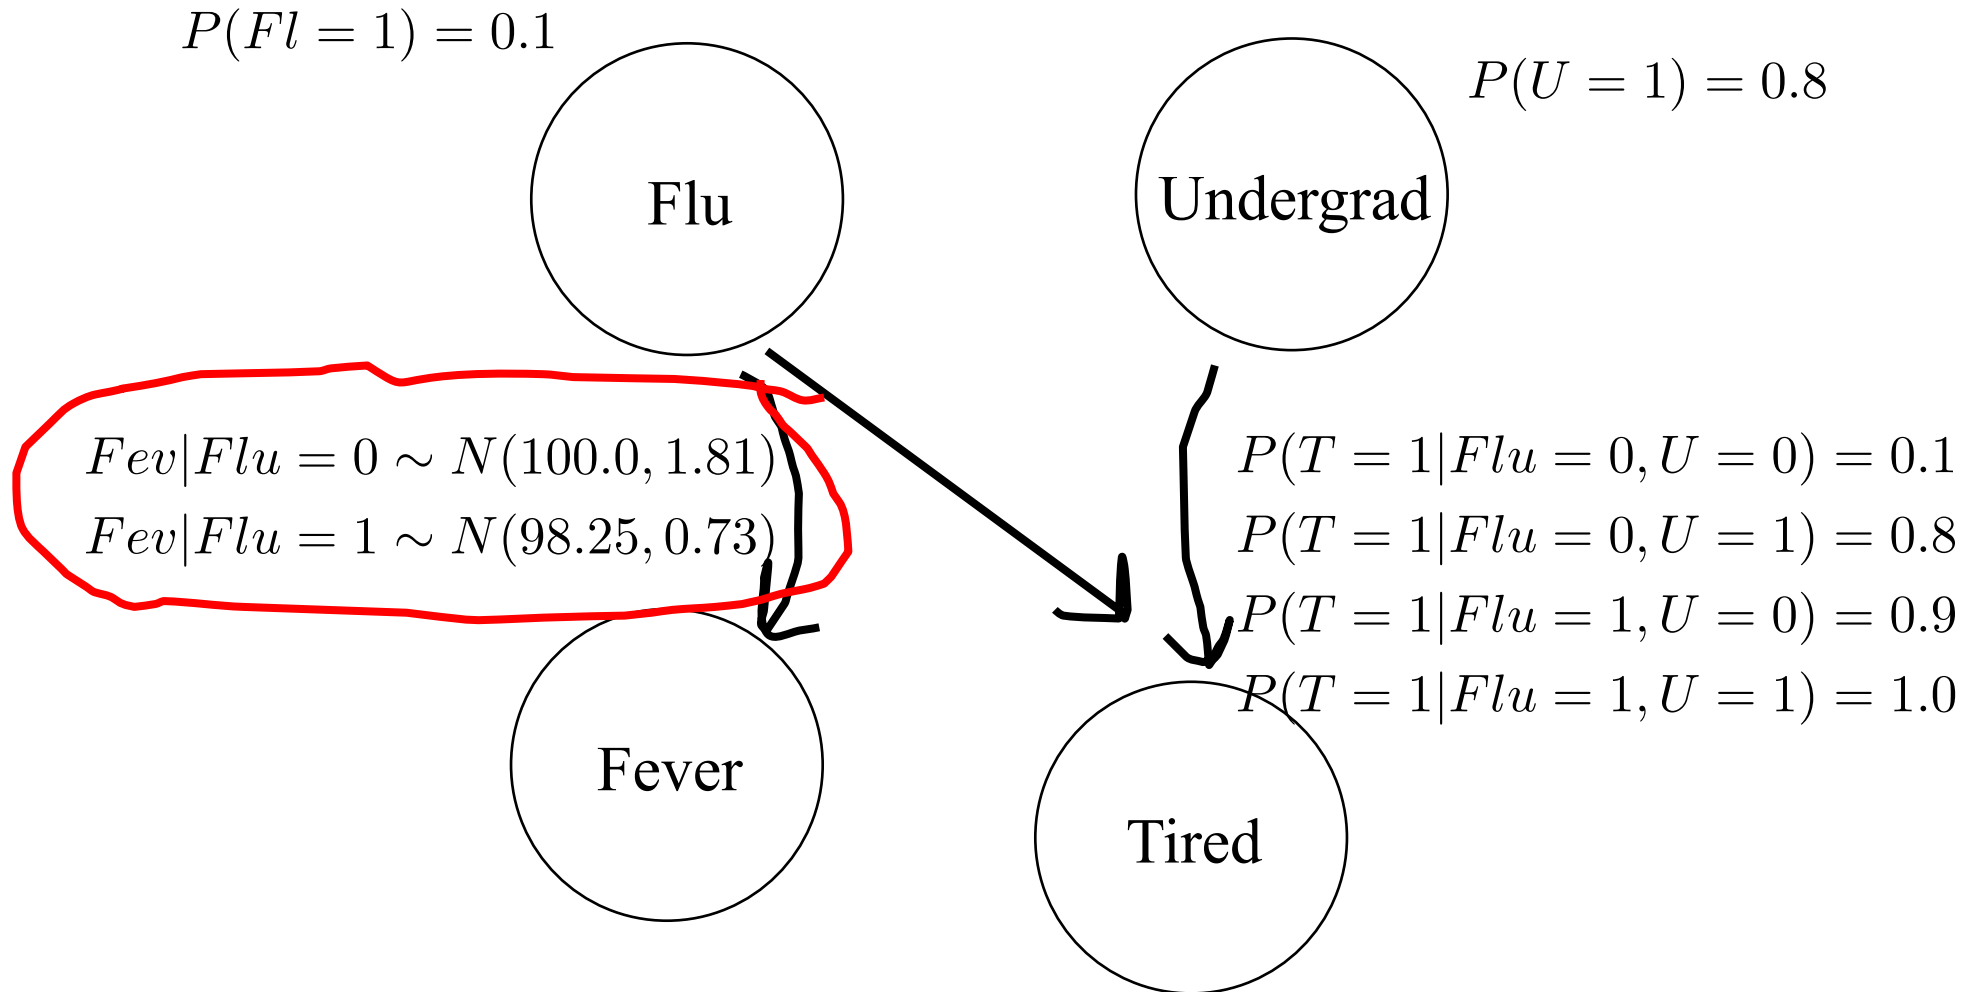 P(Fl = 1) = 0.1
P(U = 1) = 0.8
Flu
Undergrad
Fev|Flu = 0 ∼ N(100.0, 1.81)
Fev|Flu = 1 ∼ N(98.25, 0.73)
P(T = 1|Flu = 0, U = 0) = 0.1
P(T = 1|Flu = 0, U = 1) = 0.8
P(T = 1|Flu = 1, U = 0) = 0.9
P(T = 1|Flu = 1, U = 1) = 1.0
Fever
Tired